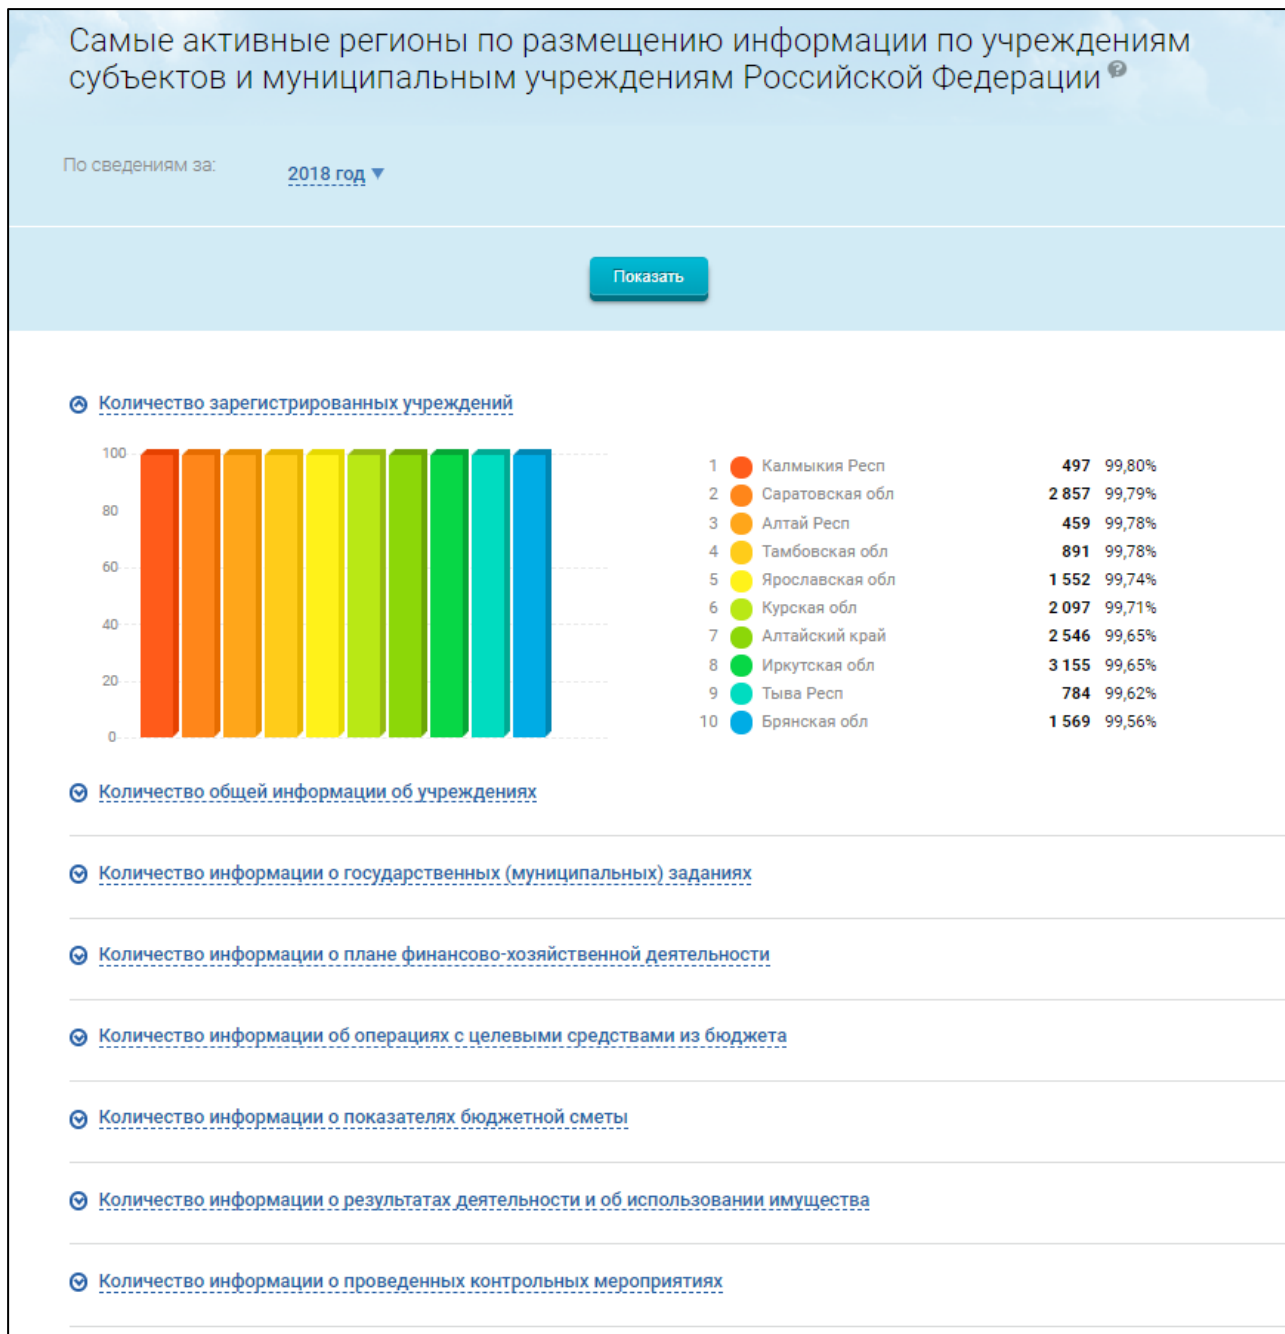 Самые активные регионы по размещению информации по учреждениям
субъектов и муниципальным учреждениям Российской Федерации ?
По сведениям за:
2018 год ▼
Показать
Количество зарегистрированных учреждений
100
80
60
40
20
0
1 Калмыкия Респ 497 99,80%
2 Саратовская обл 2 857 99,79%
3 Алтай Респ 459 99,78%
4 Тамбовская обл 891 99,78%
5 Ярославская обл 1 552 99,74%
6 Курская обл 2 097 99,71%
7 Алтайский край 2 546 99,65%
8 Иркутская обл 3 155 99,65%
9 Тыва Респ 784 99,62%
10 Брянская обл 1 569 99,56%
Количество общей информации об учреждениях
Количество информации о государственных (муниципальных) заданиях
Количество информации о плане финансово-хозяйственной деятельности
Количество информации об операциях с целевыми средствами из бюджета
Количество информации о показателях бюджетной сметы
Количество информации о результатах деятельности и об использовании имущества
Количество информации о проведенных контрольных мероприятиях